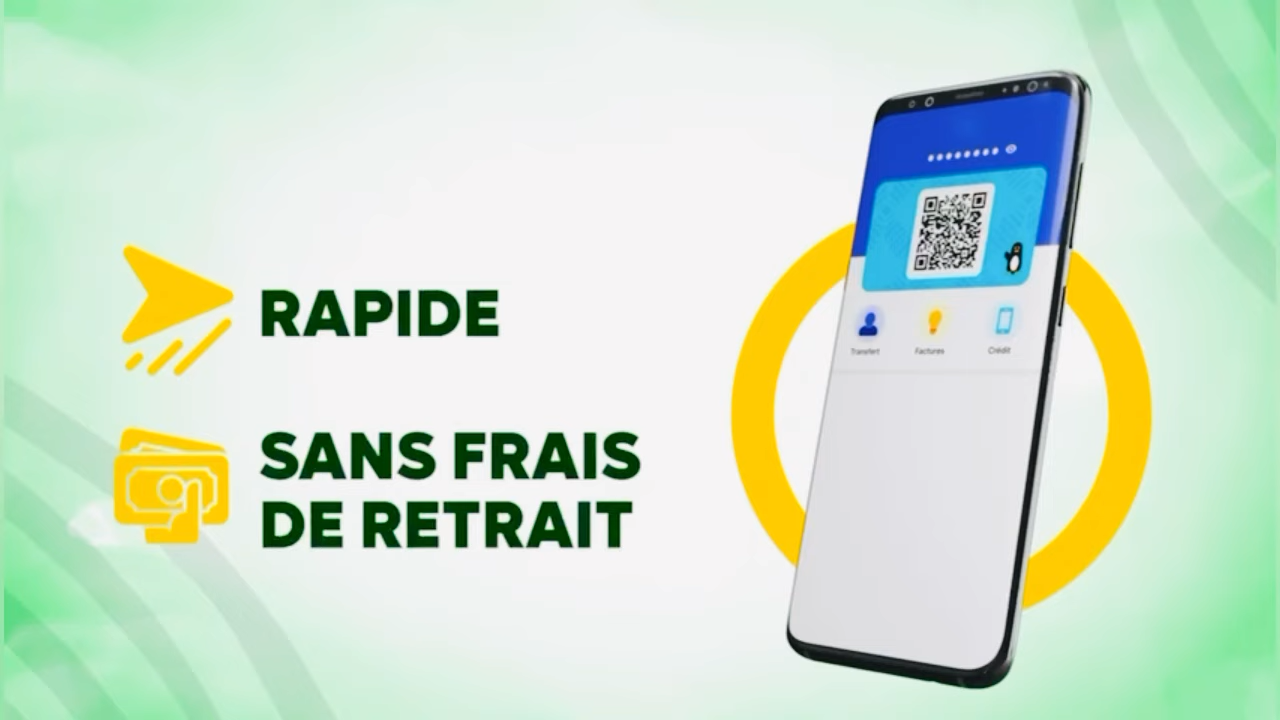 RAPIDE
SANS FRAIS
DE RETRAIT
Transfert
Factures
Crédit